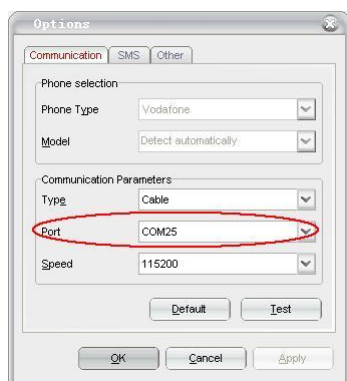 Options
Communication SMS Other
Phone selection
Phone Type Vodafone
Model Detect automatically
Communication Parameters
Type Cable
Port COM25
Speed 115200
Default Test
OK Cancel Apply